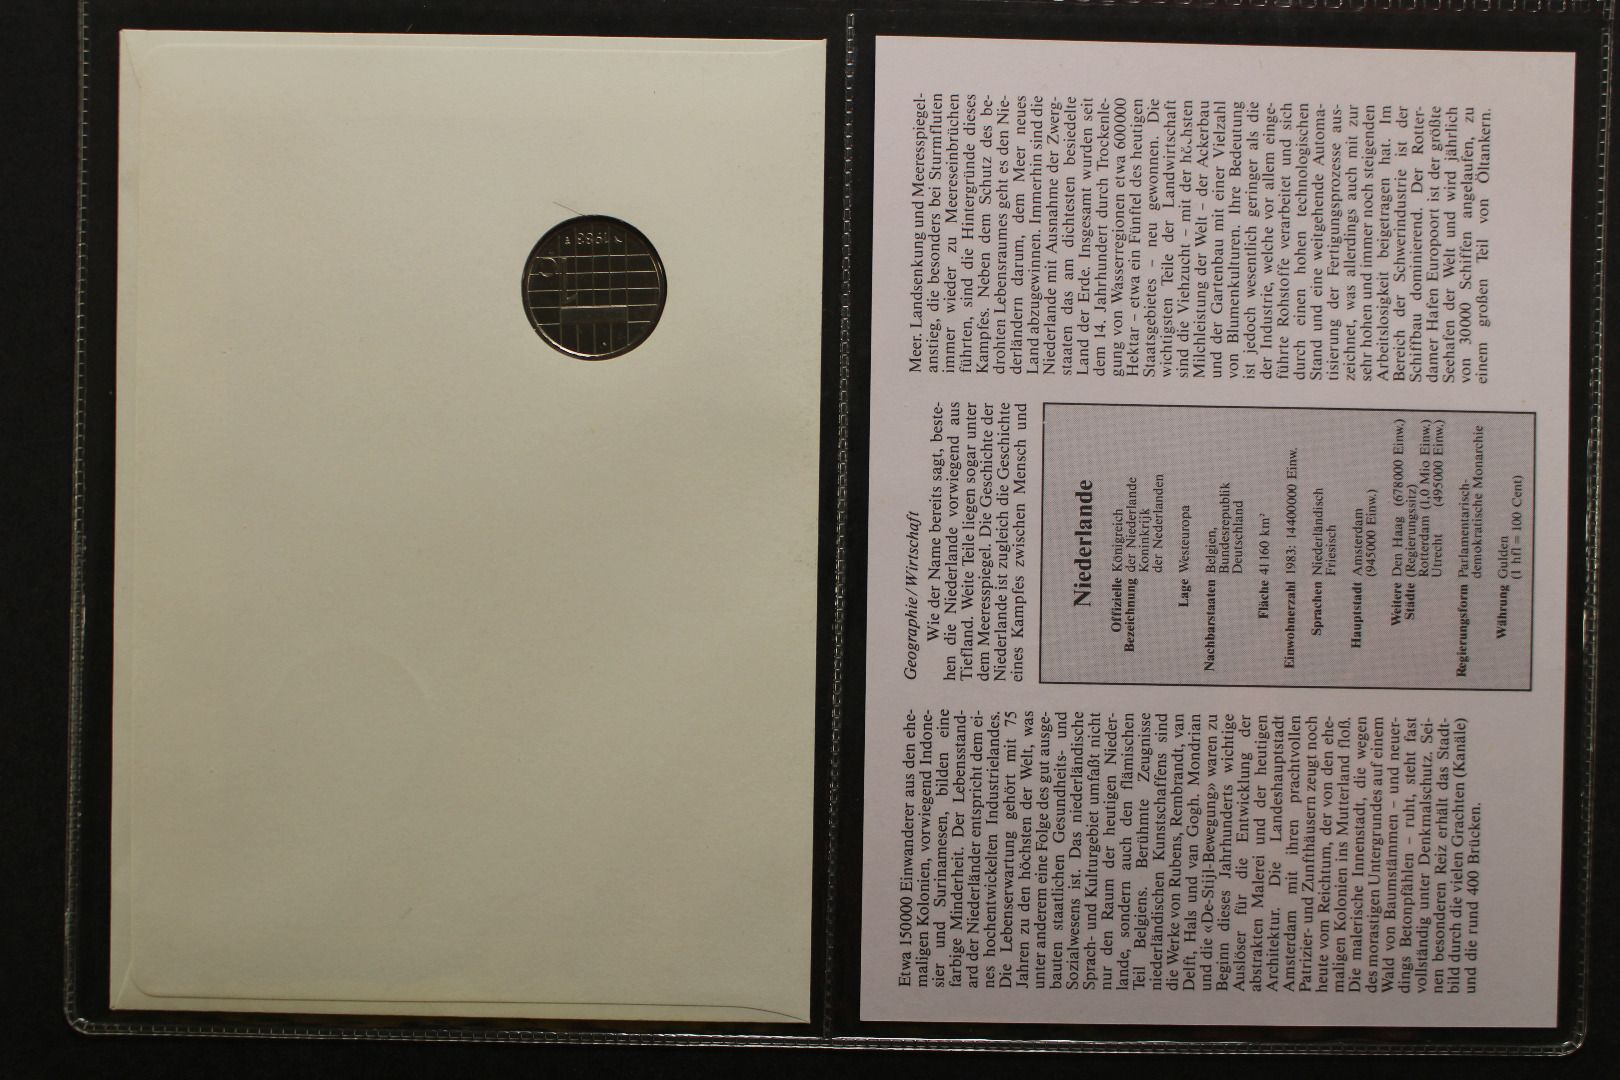 Etwa 150000 Einwanderer aus den ehe-
maligen Kolonien, vorwiegend Indone-
sier und Surinamesen, bilden eine
farbige Minderheit. Der Lebensstand-
ard der Niederländer entspricht dem ei-
nes hochentwickelten Industrielandes.
Die Lebenserwartung gehört mit 75
Jahren zu den höchsten der Welt, was
unter anderem eine Folge des gut ausge-
bauten staatlichen Gesundheits- und
Sozialwesens ist. Das niederländische
Sprach- und Kulturgebiet umfaßt nicht
nur den Raum der heutigen Nieder-
lande, sondern auch den flämischen
Teil Belgiens. Berühmte Zeugnisse
niederländischen Kunstschaffens sind
die Werke von Rubens, Rembrandt, van
Delft, Hals und van Gogh. Mondrian
und die «De-Stijl-Bewegung» waren zu
Beginn dieses Jahrhunderts wichtige
Auslöser für die Entwicklung der
abstrakten Malerei und der heutigen
Architektur. Die Landeshauptstadt
Amsterdam mit ihren prachtvollen
Patrizier- und Zunfthäusern zeugt noch
heute vom Reichtum, der von den ehe-
maligen Kolonien ins Mutterland floß.
Die malerische Innenstadt, die wegen
des morastigen Untergrundes auf einem
Wald von Baumstämmen – und neuer-
dings Betonpfählen – ruht, steht fast
vollständig unter Denkmalschutz. Sei-
nen besonderen Reiz erhält das Stadt-
bild durch die vielen Grachten (Kanäle)
und die rund 400 Brücken.
Geographie/Wirtschaft
Wie der Name bereits sagt, beste-
hen die Niederlande vorwiegend aus
Tiefland. Weite Teile liegen sogar unter
dem Meeresspiegel. Die Geschichte der
Niederlande ist zugleich die Geschichte
eines Kampfes zwischen Mensch und
Niederlande
Offizielle Königreich
Bezeichnung der Niederlande
Koninkrijk
der Nederlanden
Lage Westeuropa
Nachbarstaaten Belgien,
Bundesrepublik
Deutschland
Fläche 41160 km²
Einwohnerzahl 1983: 14400000 Einw.
Sprachen Niederländisch
Friesisch
Hauptstadt Amsterdam
(945000 Einw.)
Weitere Den Haag (678000 Einw.)
Städte (Regierungssitz)
Rotterdam (1,0 Mio Einw.)
Utrecht (495000 Einw.)
Regierungsform Parlamentarisch-
demokratische Monarchie
Währung Gulden
(1 hfl = 100 Cent)
Meer. Landsenkung und Meeresspiegel-
anstieg, die besonders bei Sturmfluten
immer wieder zu Meereseinbrüchen
führten, sind die Hintergründe dieses
Kampfes. Neben dem Schutz des be-
drohten Lebensraumes geht es den Nie-
derländern darum, dem Meer neues
Land abzugewinnen. Immerhin sind die
Niederlande mit Ausnahme der Zwerg-
staaten das am dichtesten besiedelte
Land der Erde. Insgesamt wurden seit
dem 14. Jahrhundert durch Trockenle-
gung von Wasserregionen etwa 600000
Hektar – etwa ein Fünftel des heutigen
Staatsgebietes – neu gewonnen. Die
wichtigsten Teile der Landwirtschaft
sind die Viehzucht – mit der höchsten
Milchleistung der Welt – der Ackerbau
und der Gartenbau mit einer Vielzahl
von Blumenkulturen. Ihre Bedeutung
ist jedoch wesentlich geringer als die
der Industrie, welche vor allem einge-
führte Rohstoffe verarbeitet und sich
durch einen hohen technologischen
Stand und eine weitgehende Automa-
tisierung der Fertigungsprozesse aus-
zeichnet, was allerdings auch mit zur
sehr hohen und immer noch steigenden
Arbeitslosigkeit beigetragen hat. Im
Bereich der Schwerindustrie ist der
Schiffbau dominierend. Der Rotter-
damer Hafen Europoort ist der größte
Seehafen der Welt und wird jährlich
von 30000 Schiffen angelaufen, zu
einem großen Teil von Öltankern.